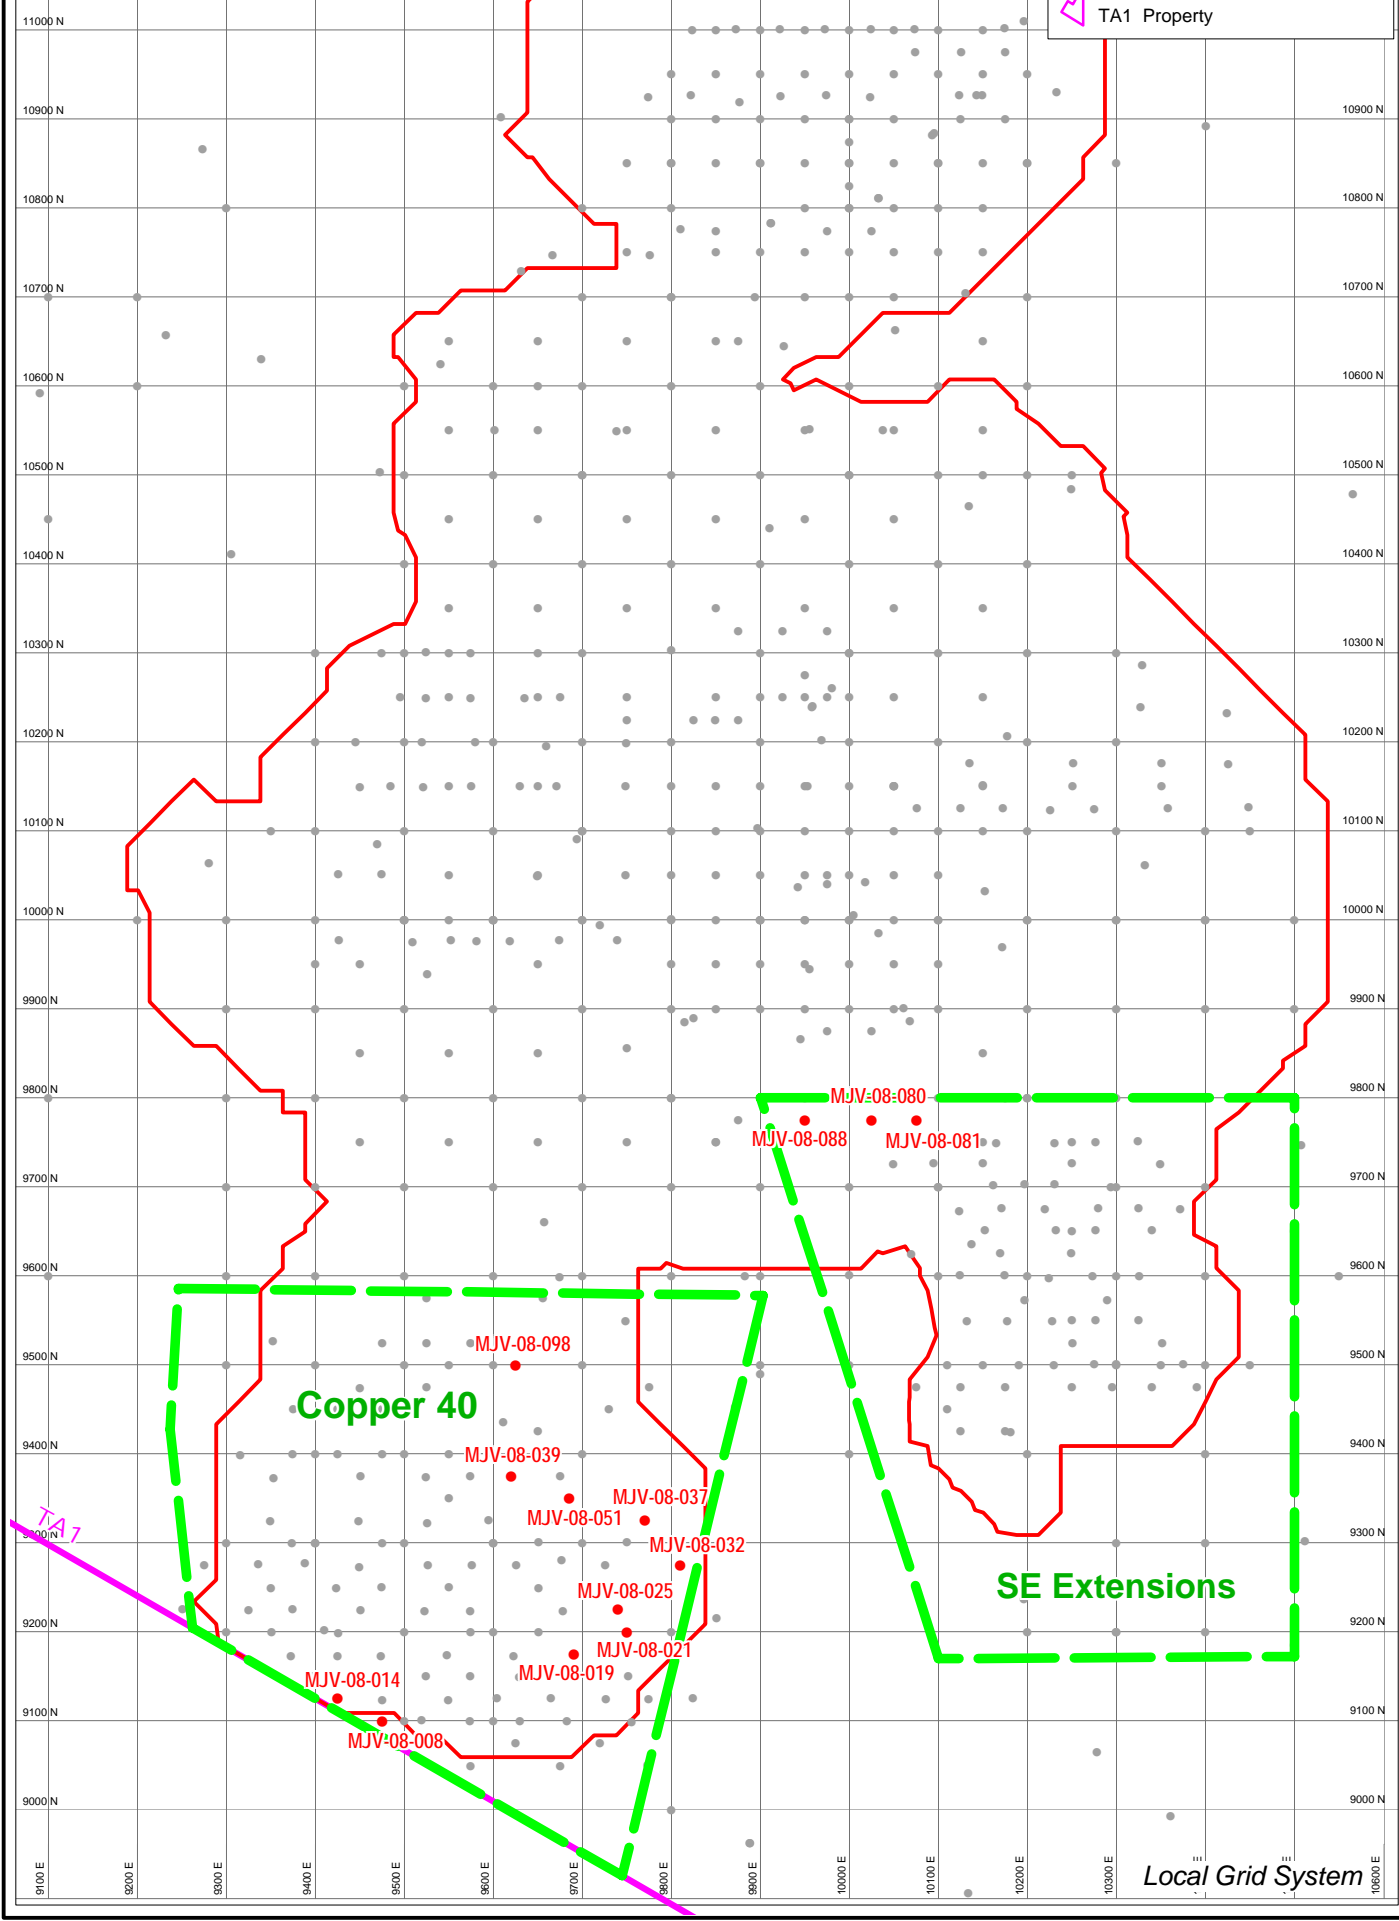 TA1 Property
11000 N
10900 N
10900 N
10800 N
10800 N
10700 N
10700 N
10600 N
10600 N
10500 N
10500 N
10400 N
10400 N
10300 N
10300 N
10200 N
10200 N
10100 N
10100 N
10000 N
10000 N
9900 N
9900 N
9800 N
9800 N
MJV-08-080
MJV-08-088
MJV-08-081
9700 N
9700 N
9600 N
9600 N
MJV-08-098
9500 N
9500 N
Copper 40
9400 N
9400 N
MJV-08-039
MJV-08-037
MJV-08-051
TA1
9300 N
9300 N
MJV-08-032
SE Extensions
MJV-08-025
9200 N
9200 N
MJV-08-021
MJV-08-019
MJV-08-014
9100 N
9100 N
MJV-08-008
9000 N
9000 N
9100 E
9200 E
9300 E
9400 E
9500 E
9600 E
9700 E
9800 E
9900 E
10000 E
10100 E
10200 E
10300 E
10600 E
Local Grid System